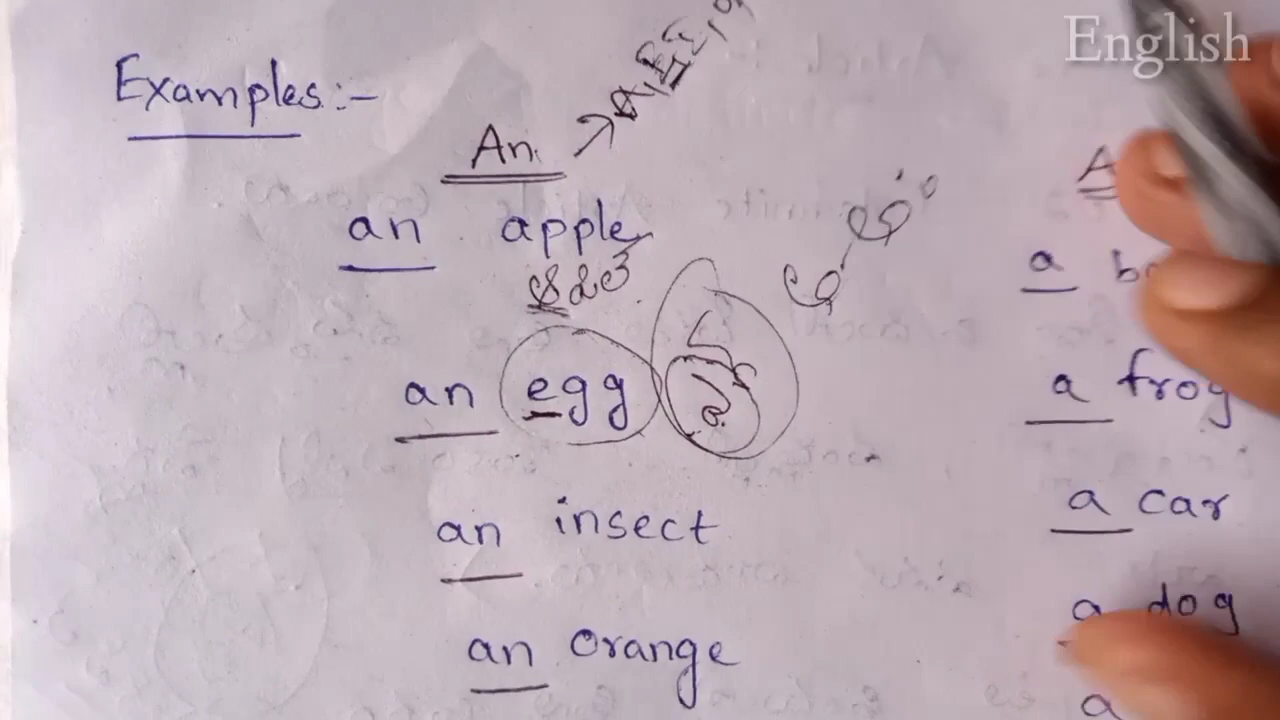 English
Examples :-
An → a, e, i, o
A
an apple
a
an egg
a frog
an insect
a car
an orange
a dog
a